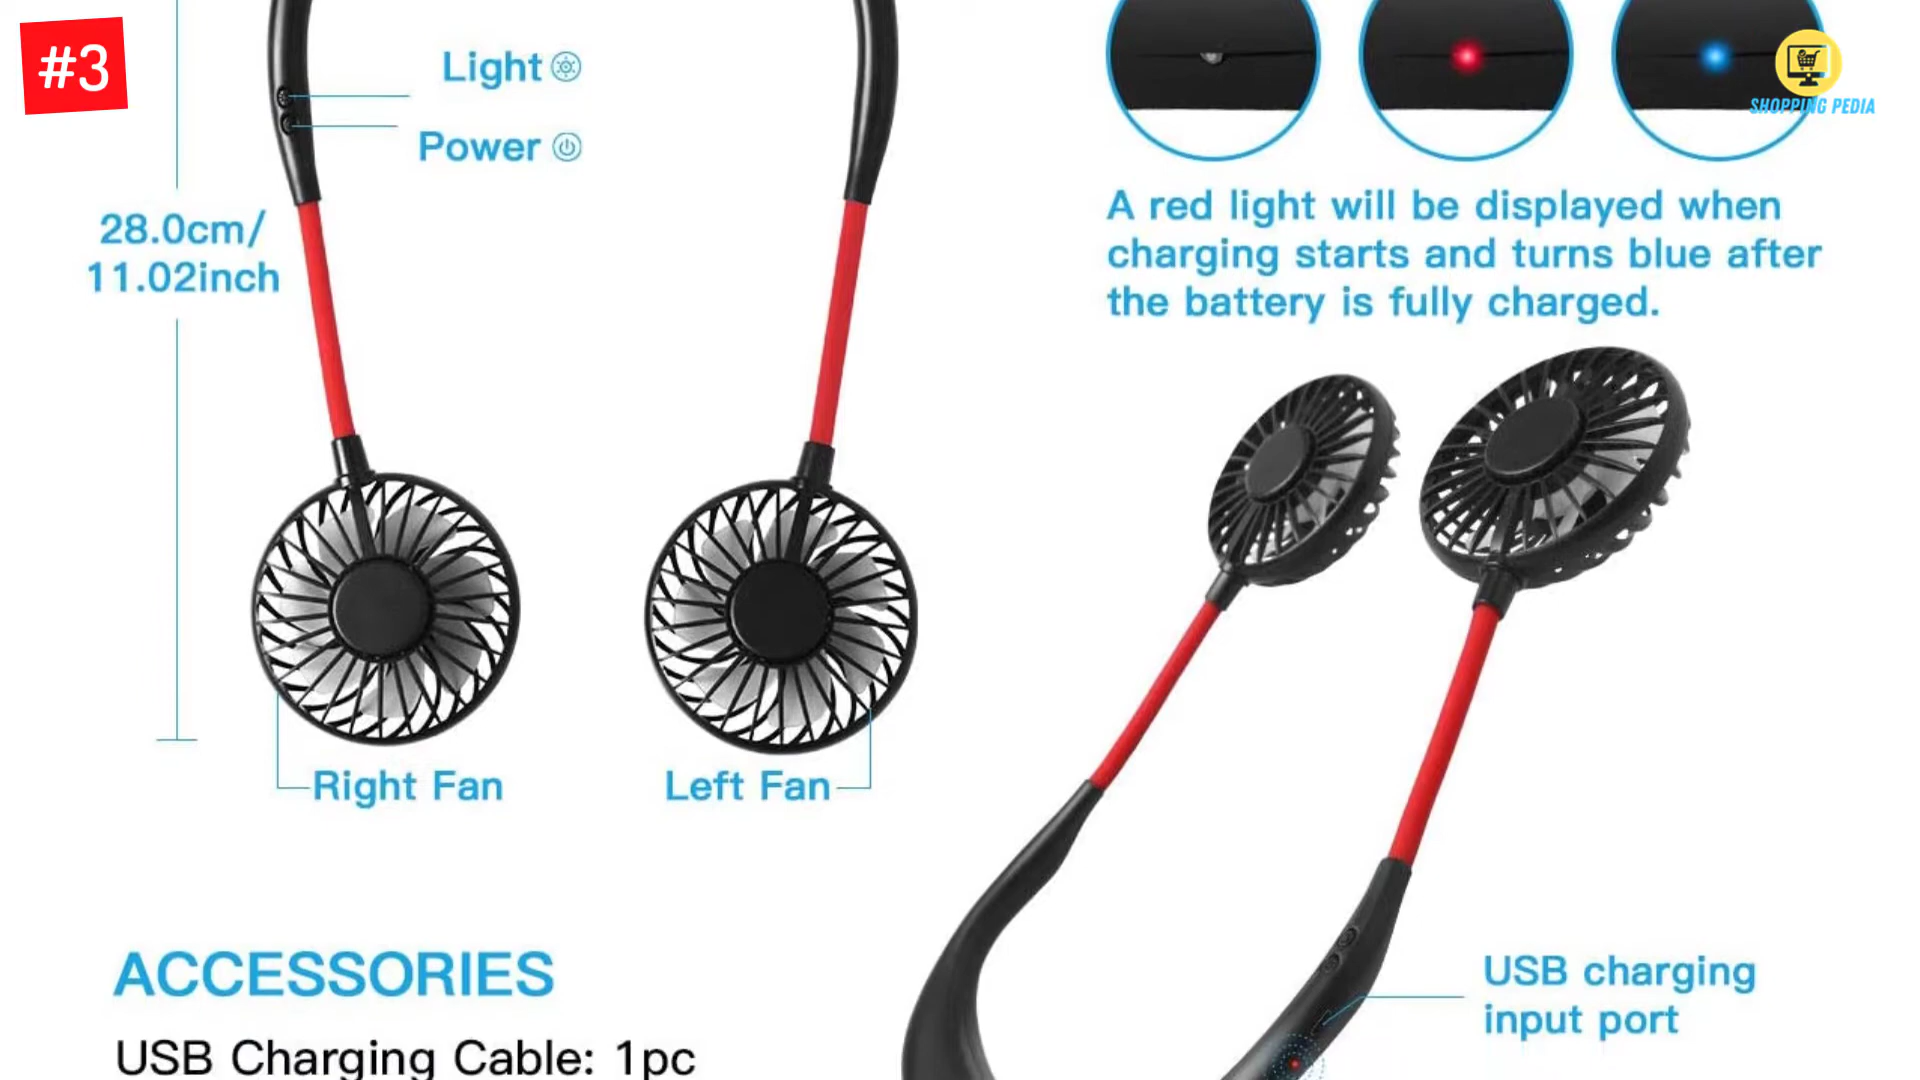 #3
Light
Power
28.0cm/
11.02inch
Right Fan
Left Fan
SHOPPING PEDIA
A red light will be displayed when
charging starts and turns blue after
the battery is fully charged.
ACCESSORIES
USB Charging Cable: 1pc
USB charging
input port